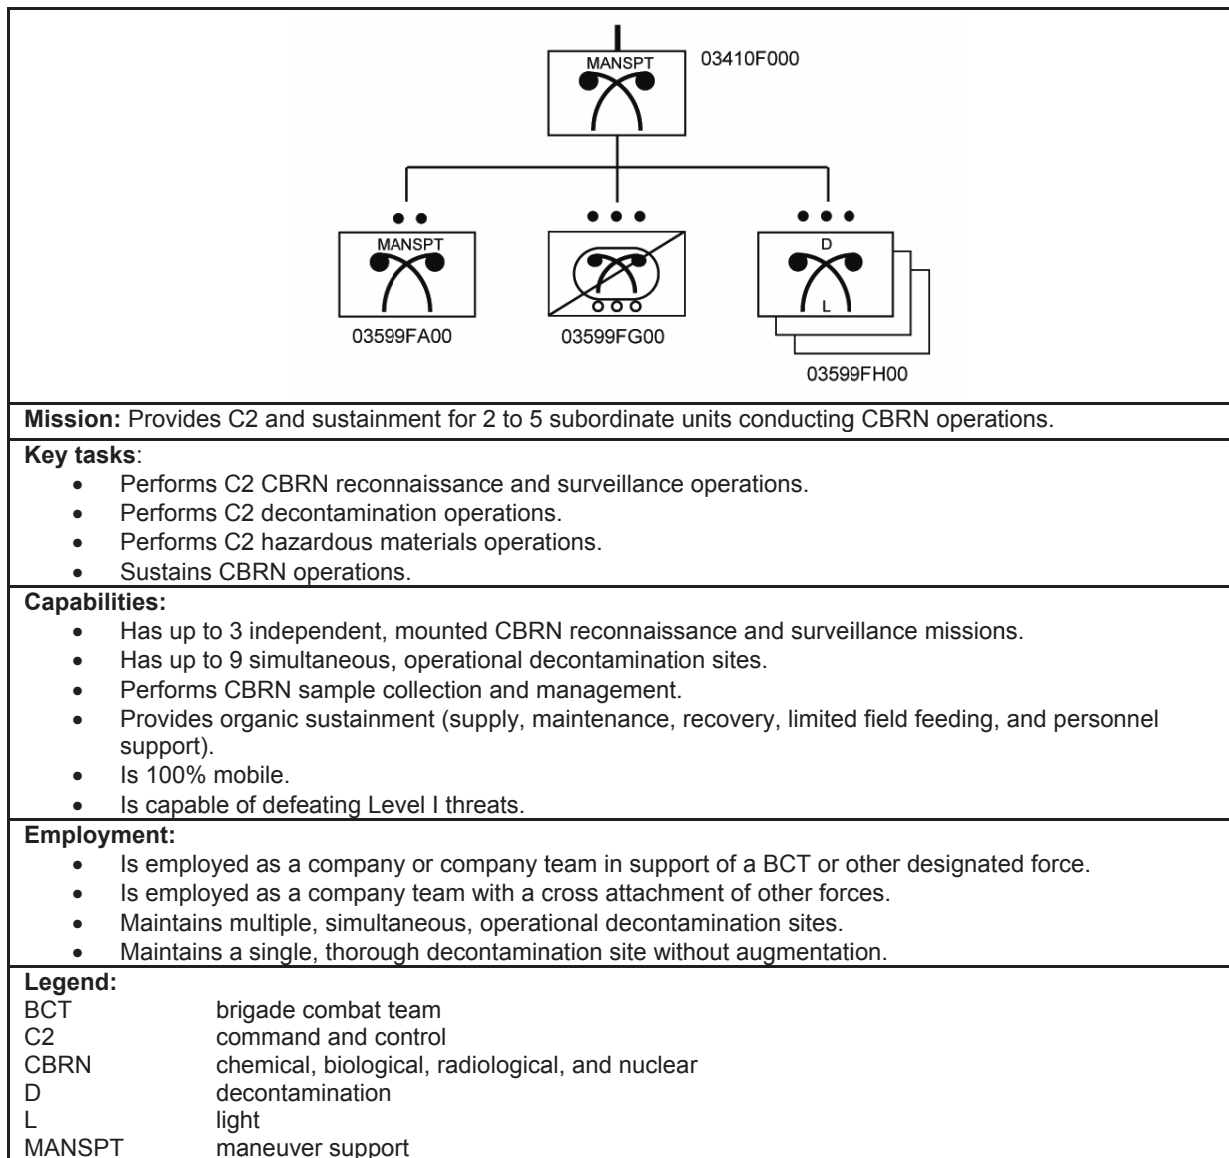 MANSPT
03410F000
MANSPT
D
L
03599FA00
03599FG00
03599FH00
Mission: Provides C2 and sustainment for 2 to 5 subordinate units conducting CBRN operations.
Key tasks:
• Performs C2 CBRN reconnaissance and surveillance operations.
• Performs C2 decontamination operations.
• Performs C2 hazardous materials operations.
• Sustains CBRN operations.
Capabilities:
• Has up to 3 independent, mounted CBRN reconnaissance and surveillance missions.
• Has up to 9 simultaneous, operational decontamination sites.
• Performs CBRN sample collection and management.
• Provides organic sustainment (supply, maintenance, recovery, limited field feeding, and personnel
support).
• Is 100% mobile.
• Is capable of defeating Level I threats.
Employment:
• Is employed as a company or company team in support of a BCT or other designated force.
• Is employed as a company team with a cross attachment of other forces.
• Maintains multiple, simultaneous, operational decontamination sites.
• Maintains a single, thorough decontamination site without augmentation.
Legend:
BCT brigade combat team
C2 command and control
CBRN chemical, biological, radiological, and nuclear
D decontamination
L light
MANSPT maneuver support